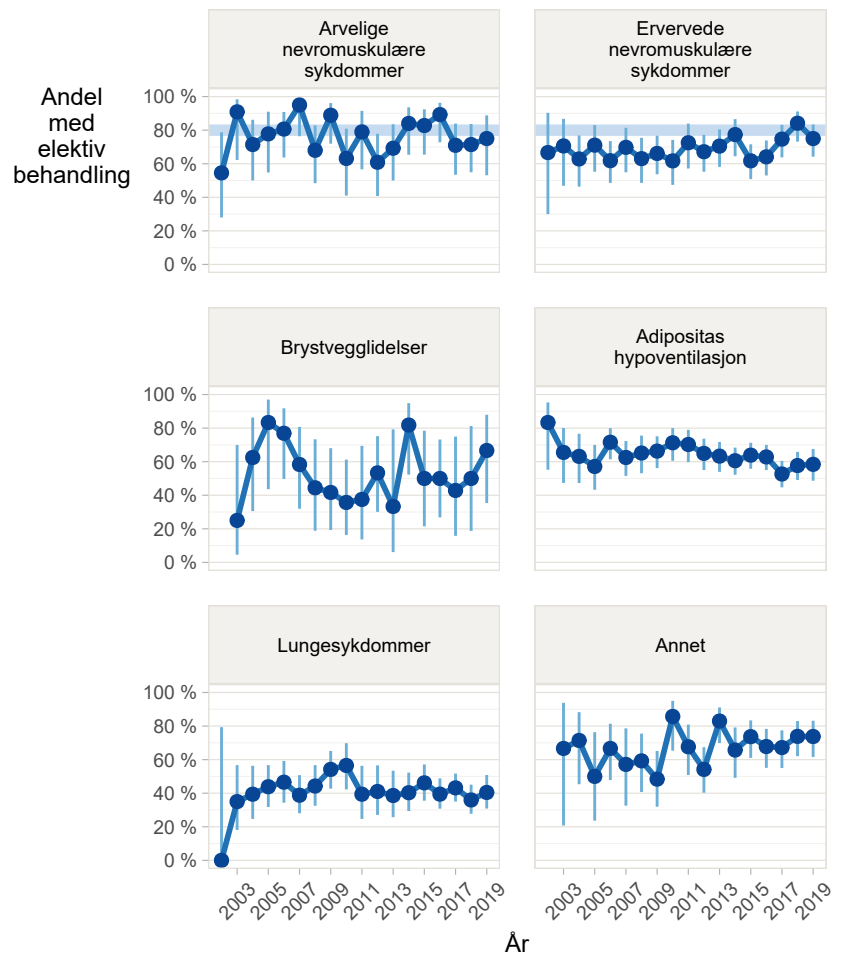 Arvelige
nevromuskulære
sykdommer
Ervervede
nevromuskulære
sykdommer
Andel
med
elektiv
behandling
100 %
80 %
60 %
40 %
20 %
0 %
Brystvegglidelser
Adipositas
hypoventilasjon
100 %
80 %
60 %
40 %
20 %
0 %
Lungesykdommer
Annet
100 %
80 %
60 %
40 %
20 %
0 %
2003 2005 2007 2009 2011 2013 2015 2017 2019
2003 2005 2007 2009 2011 2013 2015 2017 2019
År